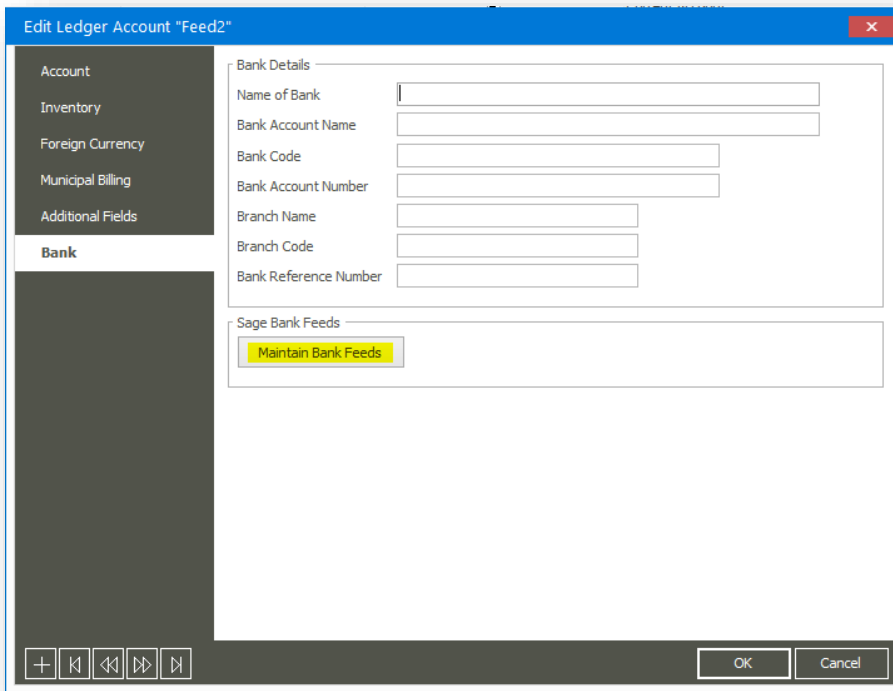 Edit Ledger Account "Feed2"
Account
Inventory
Foreign Currency
Municipal Billing
Additional Fields
Bank
Bank Details
Name of Bank
Bank Account Name
Bank Code
Bank Account Number
Branch Name
Branch Code
Bank Reference Number
Sage Bank Feeds
Maintain Bank Feeds
OK
Cancel